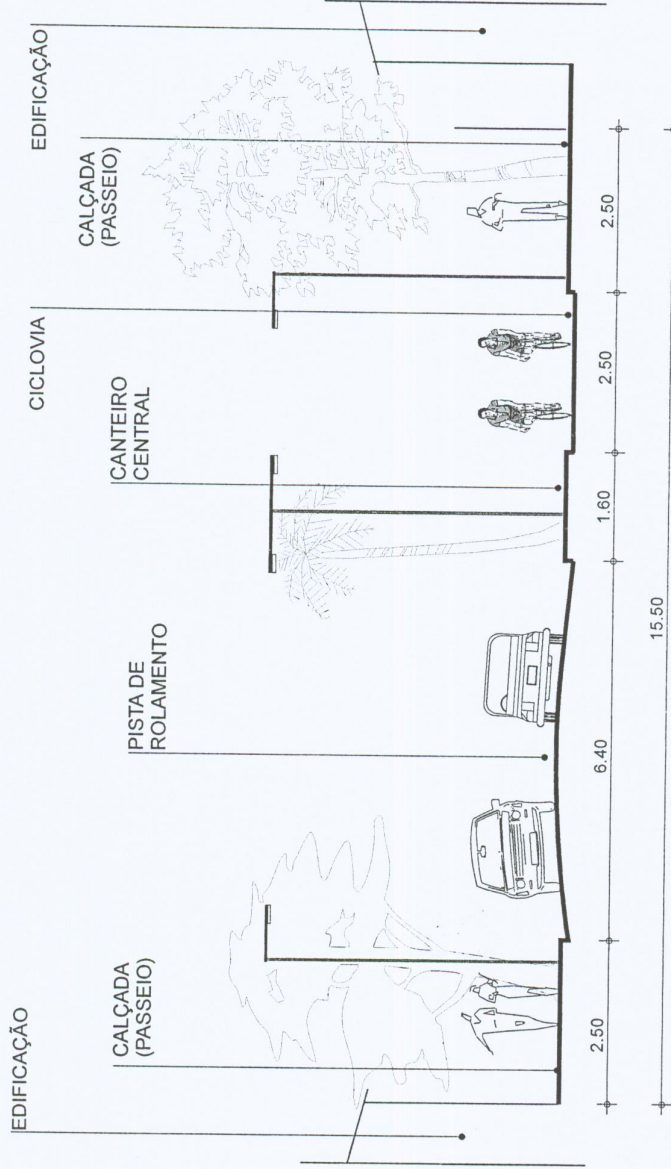 EDIFICAÇÃO
CALÇADA
(PASSEIO)
PISTA DE
ROLAMENTO
CANTEIRO
CENTRAL
CICLOVIA
CALÇADA
(PASSEIO)
EDIFICAÇÃO
2.50
6.40
1.60
2.50
2.50
15.50